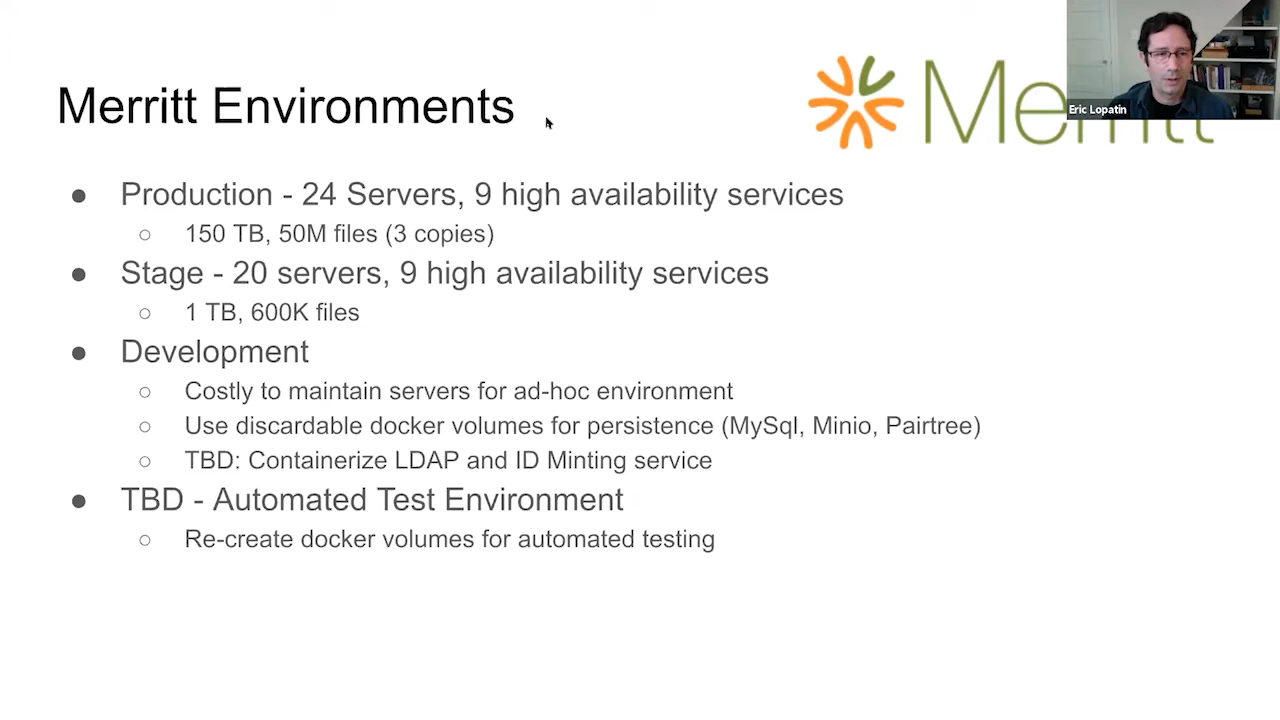 Merritt Environments
Eric Lopatin
● Production - 24 Servers, 9 high availability services
○ 150 TB, 50M files (3 copies)
● Stage - 20 servers, 9 high availability services
○ 1 TB, 600K files
● Development
○ Costly to maintain servers for ad-hoc environment
○ Use discardable docker volumes for persistence (MySql, Minio, Pairtree)
○ TBD: Containerize LDAP and ID Minting service
● TBD - Automated Test Environment
○ Re-create docker volumes for automated testing